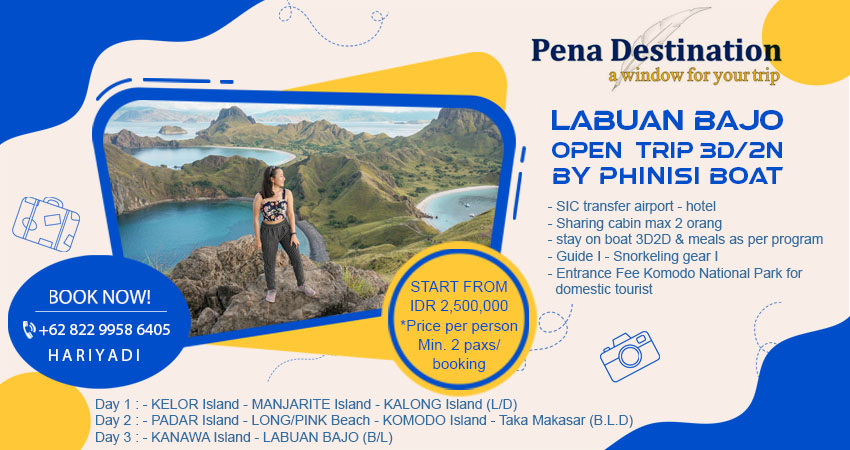 Pena Destination
a window for your trip
LABUAN BAJO
OPEN TRIP 3D/2N
BY PHINISI BOAT
- SIC transfer airport - hotel
- Sharing cabin max 2 orang
- stay on boat 3D2D & meals as per program
- Guide I - Snorkeling gear I
- Entrance Fee Komodo National Park for
domestic tourist
BOOK NOW!
+62 822 9958 6405
HARIYADI
START FROM
IDR 2,500,000
*Price per person
Min. 2 paxs/
booking
Day 1 : - KELOR Island - MANJARITE Island - KALONG Island (L/D)
Day 2 : - PADAR Island - LONG/PINK Beach - KOMODO Island - Taka Makasar (B.L.D)
Day 3 : - KANAWA Island - LABUAN BAJO (B/L)